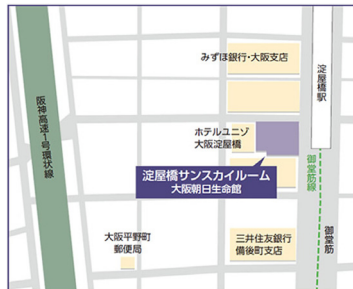 みずほ銀行・大阪支店
淀屋橋駅
阪神高速1号環状線
ホテルユニゾ
大阪淀屋橋
淀屋橋サンスカイルーム
大阪朝日生命館
御堂筋線
御堂筋
大阪平野町
郵便局
三井住友銀行
備後町支店